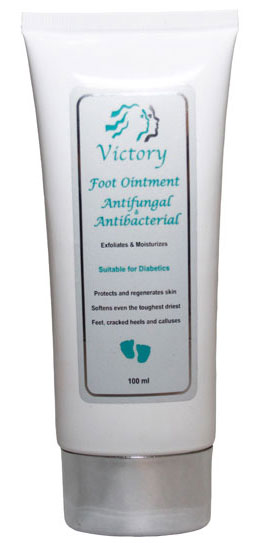 Victory
Foot Ointment
Antifungal
&
Antibacterial
Exfoliates & Moisturizes
Suitable for Diabetics
Protects and regenerates skin
Softens even the toughest driest
Feet, cracked heels and calluses
100 ml